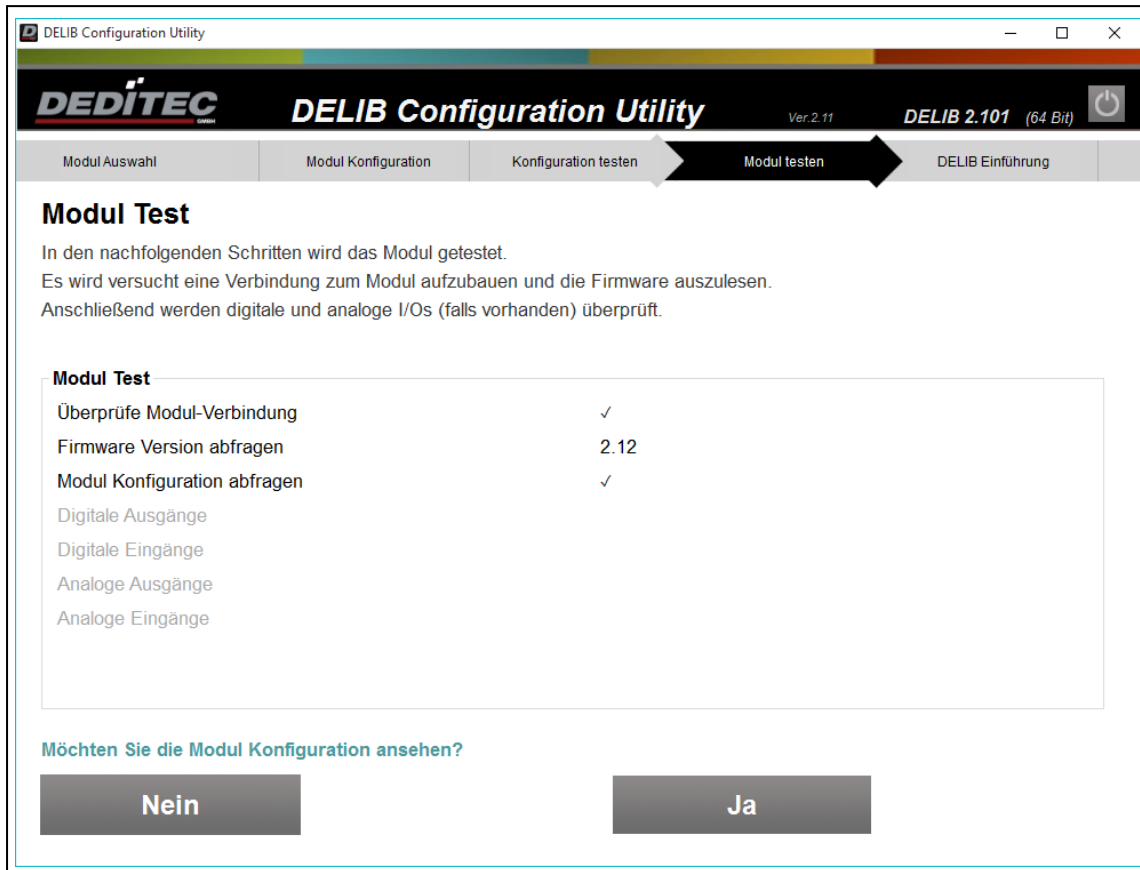 DELIB Configuration Utility
DEDITEC
GMBH
DELIB Configuration Utility
Ver.2.11
DELIB 2.101 (64 Bit)
Modul Auswahl
Modul Konfiguration
Konfiguration testen
Modul testen
DELIB Einführung
Modul Test
In den nachfolgenden Schritten wird das Modul getestet.
Es wird versucht eine Verbindung zum Modul aufzubauen und die Firmware auszulesen.
Anschließend werden digitale und analoge I/Os (falls vorhanden) überprüft.
Modul Test
Überprüfe Modul-Verbindung ✓
Firmware Version abfragen 2.12
Modul Konfiguration abfragen ✓
Digitale Ausgänge
Digitale Eingänge
Analoge Ausgänge
Analoge Eingänge
Möchten Sie die Modul Konfiguration ansehen?
Nein
Ja